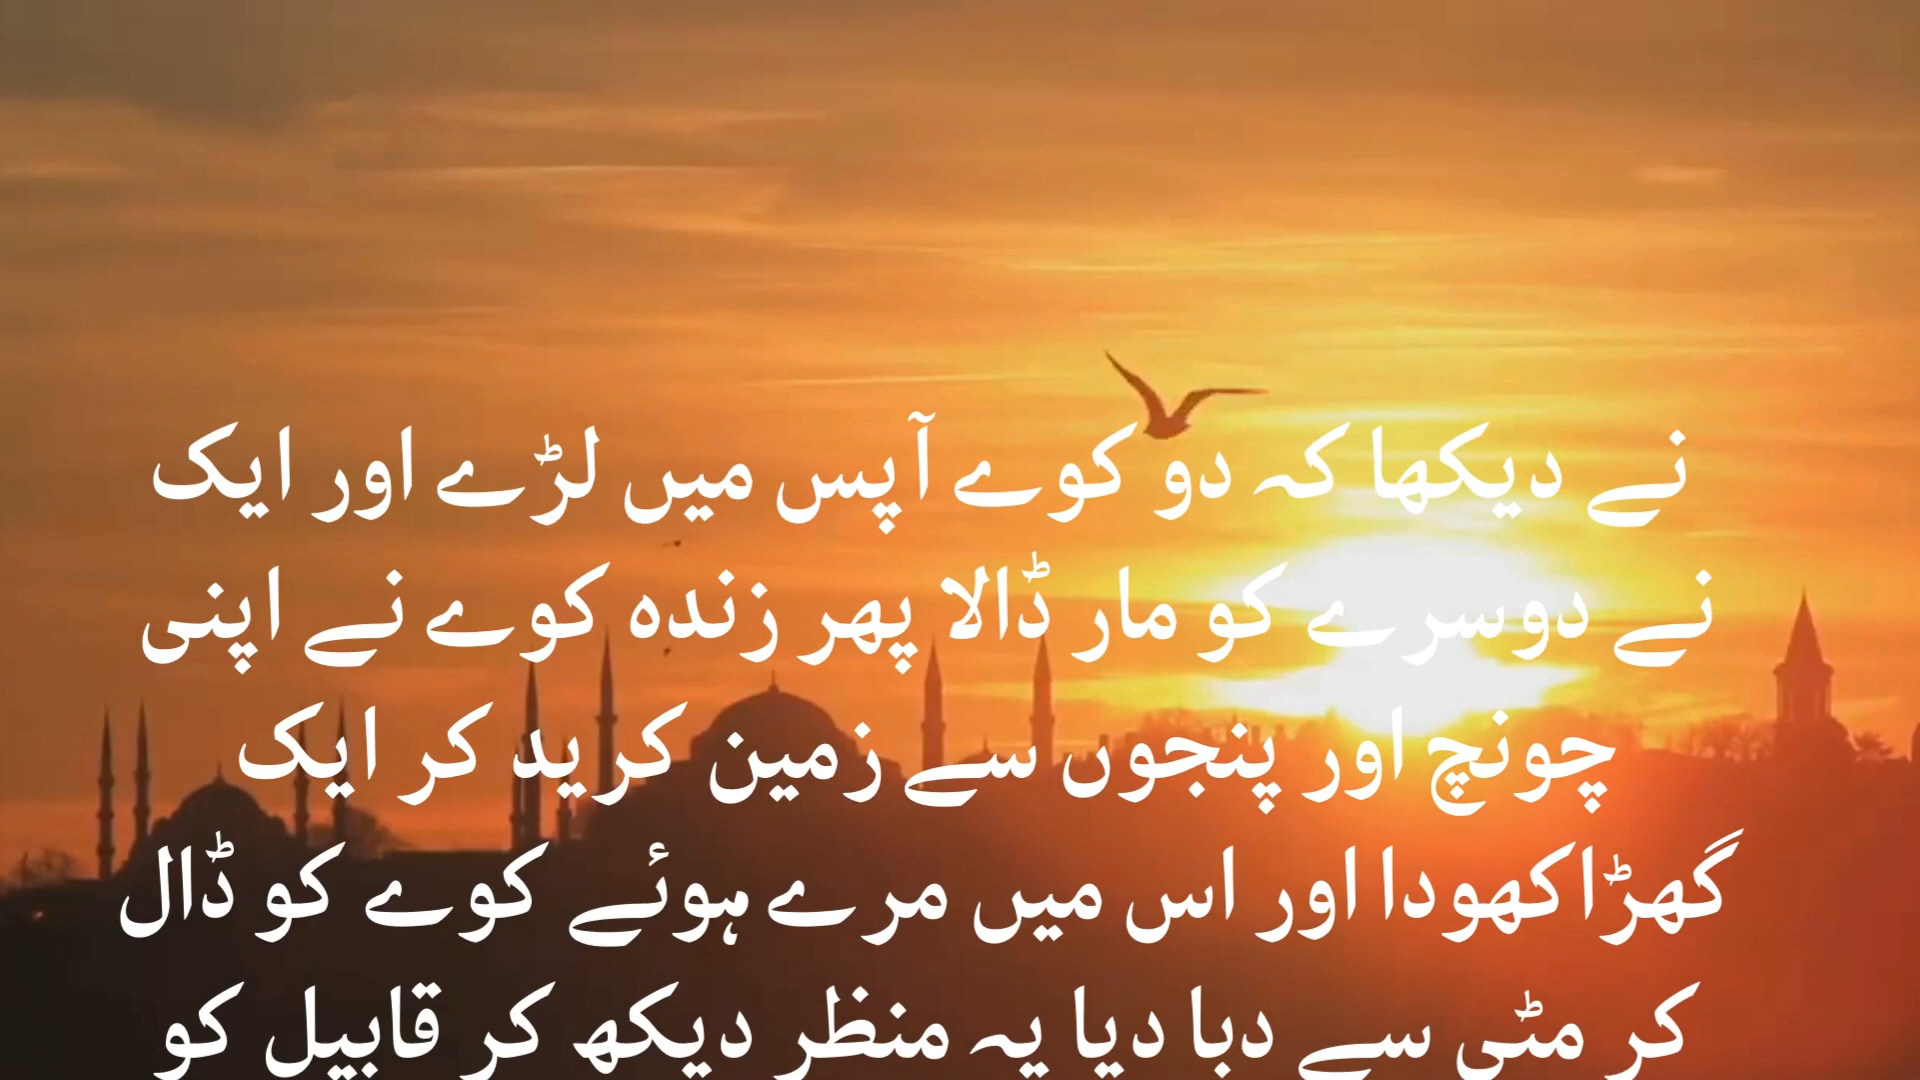 نے دیکھا کہ دو کوے آپس میں لڑے اور ایک
نے دوسرے کو مار ڈالا پھر زندہ کوے نے اپنی
چونچ اور پنجوں سے زمین کرید کر ایک
گھڑاکھودا اور اس میں مرے ہوئے کوے کو ڈال
کر مٹی سے دبا دیا یہ منظر دیکھ کر قابیل کو